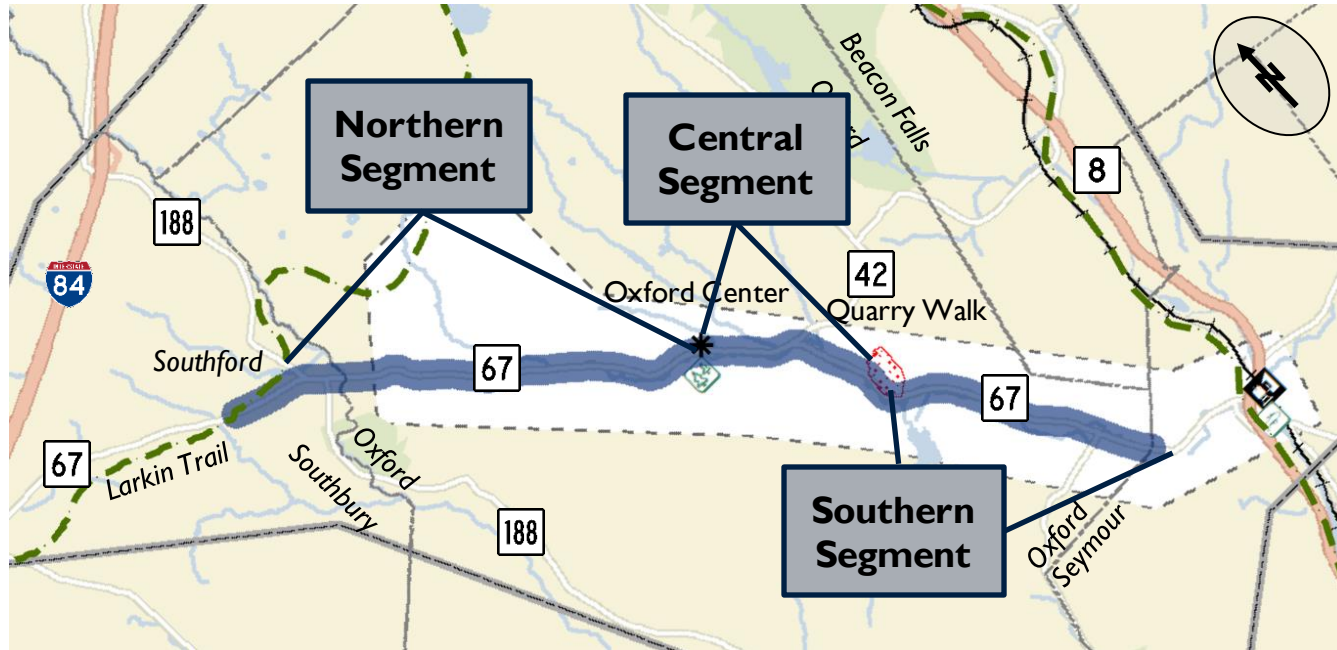 Northern
Segment
Central
Segment
Beacon Falls
N
8
188
INTERSTATE
84
42
Oxford Center
Quarry Walk
Southford
67
67
67
Larkin Trail
Oxford
Southbury
188
Southern
Segment
Oxford
Seymour